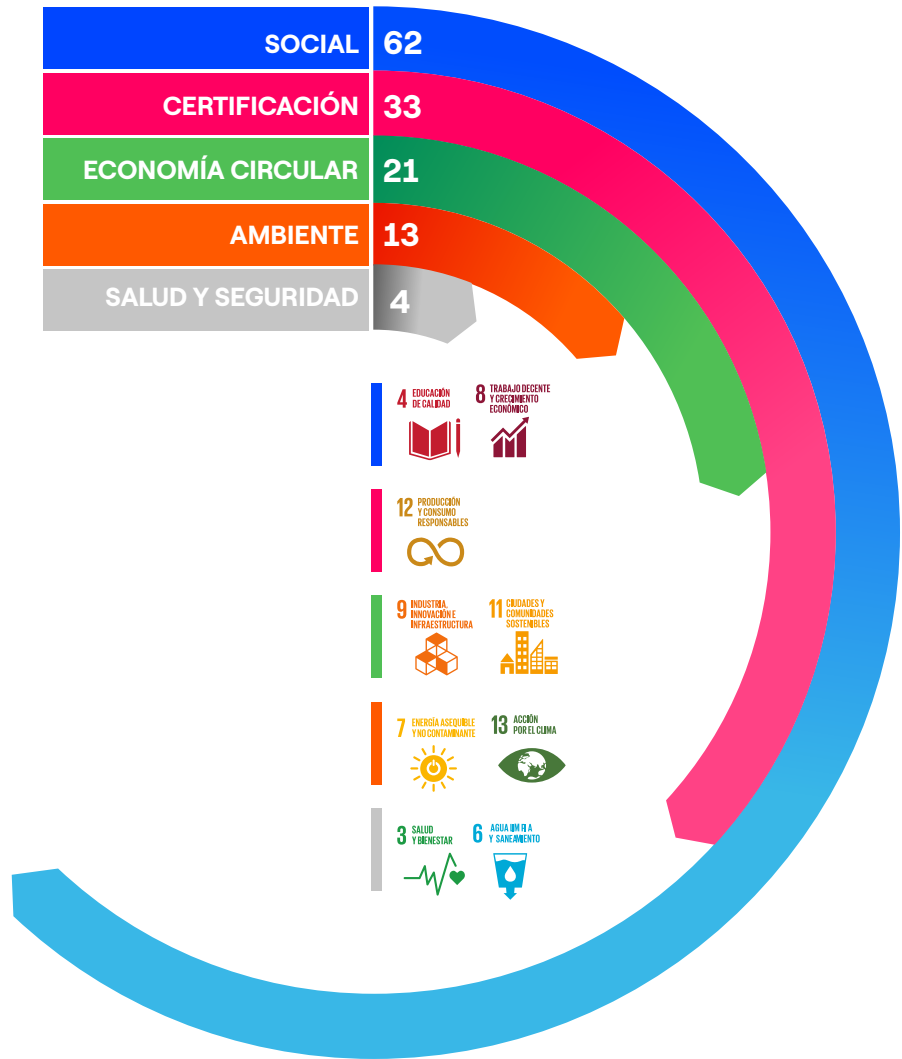 SOCIAL 62
CERTIFICACIÓN 33
ECONOMÍA CIRCULAR 21
AMBIENTE 13
SALUD Y SEGURIDAD 4
4 EDUCACIÓN
DE CALIDAD
8 TRABAJO DECENTE
Y CRECIMIENTO
ECONÓMICO
12 PRODUCCIÓN
Y CONSUMO
RESPONSABLES
9 INDUSTRIA,
INNOVACIÓN E
INFRAESTRUCTURA
11 CIUDADES Y
COMUNIDADES
SOSTENIBLES
7 ENERGÍA ASEQUIBLE
Y NO CONTAMINANTE
13 ACCIÓN
POR EL CLIMA
3 SALUD
Y BIENESTAR
6 AGUA LIMPIA
Y SANEAMIENTO